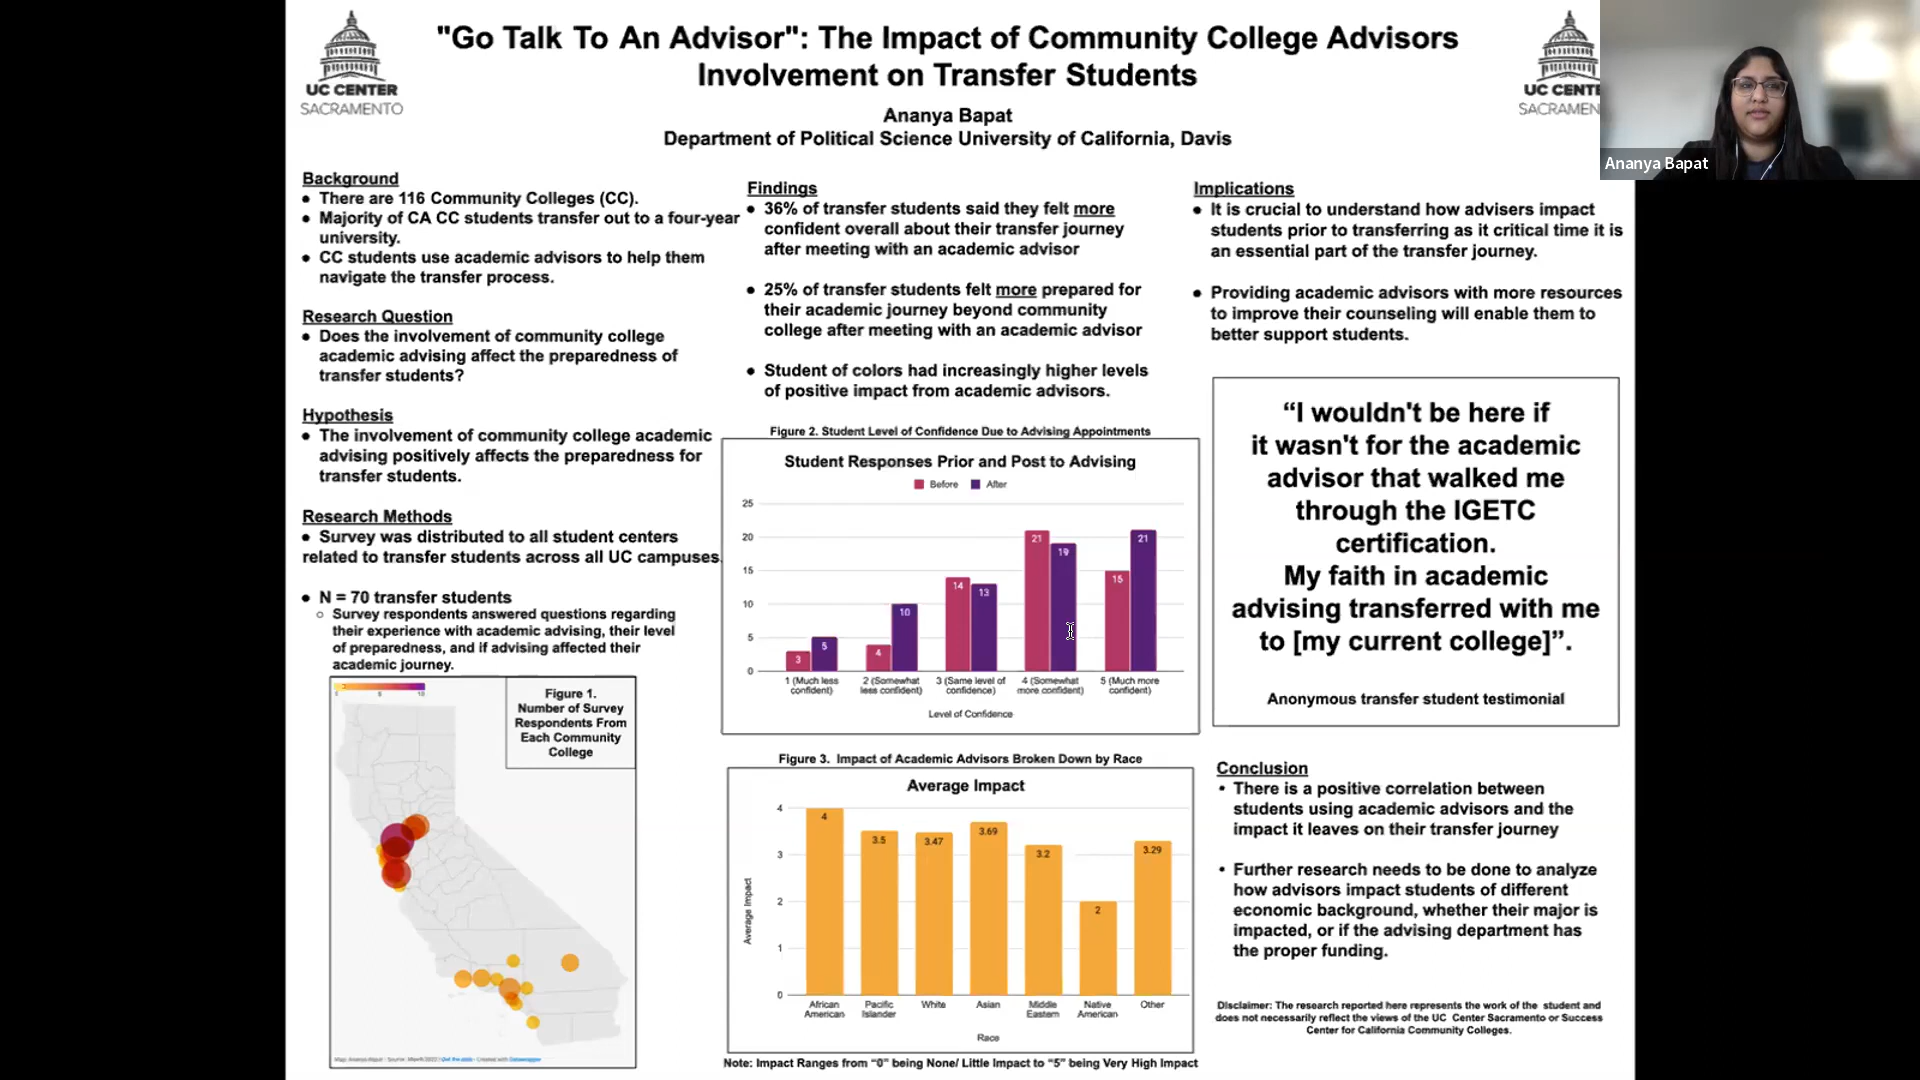 "Go Talk To An Advisor": The Impact of Community College Advisors
Involvement on Transfer Students
Ananya Bapat
Department of Political Science University of California, Davis
UC CENTER
SACRAMENTO
UC CENTE
SACRAMEN
Ananya Bapat
Background
● There are 116 Community Colleges (CC).
● Majority of CA CC students transfer out to a four-year
university.
● CC students use academic advisors to help them
navigate the transfer process.
Research Question
● Does the involvement of community college
academic advising affect the preparedness of
transfer students?
Hypothesis
● The involvement of community college academic
advising positively affects the preparedness for
transfer students.
Research Methods
● Survey was distributed to all student centers
related to transfer students across all UC campuses.
● N = 70 transfer students
○ Survey respondents answered questions regarding
their experience with academic advising, their level
of preparedness, and if advising affected their
academic journey.
Figure 1.
Number of Survey
Respondents From
Each Community
College
5
10
Findings
● 36% of transfer students said they felt more
confident overall about their transfer journey
after meeting with an academic advisor
● 25% of transfer students felt more prepared for
their academic journey beyond community
college after meeting with an academic advisor
● Student of colors had increasingly higher levels
of positive impact from academic advisors.
Figure 2. Student Level of Confidence Due to Advising Appointments
Student Responses Prior and Post to Advising
Before After
25
20
15
10
5
0
3 5 4 10 14 13 21 19 15 21
1 (Much less
confident)
2 (Somewhat
less confident)
3 (Same level of
confidence)
4 (Somewhat
more confident)
5 (Much more
confident)
Level of Confidence
Figure 3. Impact of Academic Advisors Broken Down by Race
Average Impact
Average Impact
4
3
2
1
0
4 3.5 3.47 3.69 3.2 2 3.29
African
American
Pacific
Islander
White
Asian
Middle
Eastern
Native
American
Other
Race
Note: Impact Ranges from “0” being None/ Little Impact to “5” being Very High Impact
Implications
● It is crucial to understand how advisers impact
students prior to transferring as it critical time it is
an essential part of the transfer journey.
● Providing academic advisors with more resources
to improve their counseling will enable them to
better support students.
“I wouldn't be here if
it wasn't for the academic
advisor that walked me
through the IGETC
certification.
My faith in academic
advising transferred with me
to [my current college]”.
Anonymous transfer student testimonial
Conclusion
• There is a positive correlation between
students using academic advisors and the
impact it leaves on their transfer journey
• Further research needs to be done to analyze
how advisors impact students of different
economic background, whether their major is
impacted, or if the advising department has
the proper funding.
Disclaimer: The research reported here represents the work of the student and
does not necessarily reflect the views of the UC Center Sacramento or Success
Center for California Community Colleges.